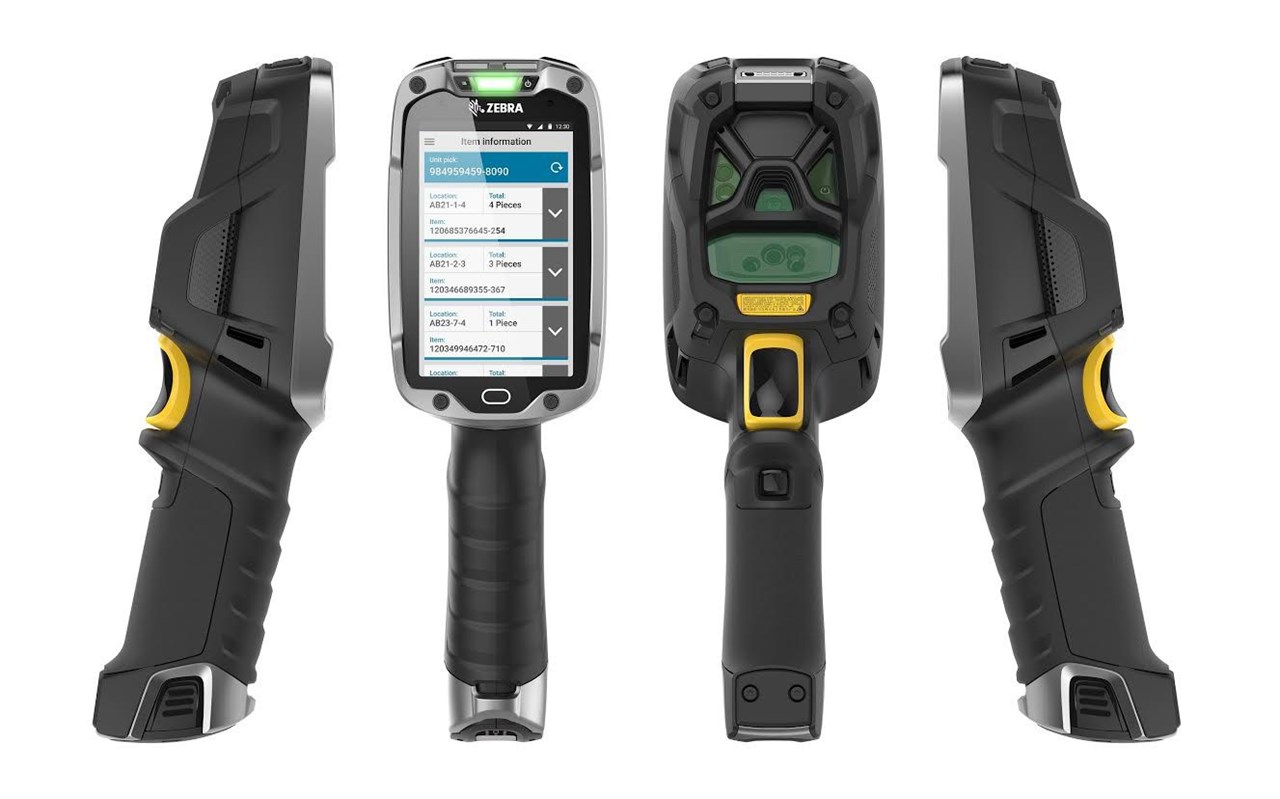 ZEBRA
12:30
Item information
Unit pick:
984959459-8090
Location: Total:
AB21-1-4 4 Pieces
Item:
120685376645-254
Location: Total:
AB21-2-3 3 Pieces
Item:
120346689355-367
Location: Total:
AB23-7-4 1 Piece
Item:
120349946472-710
Location: Total: